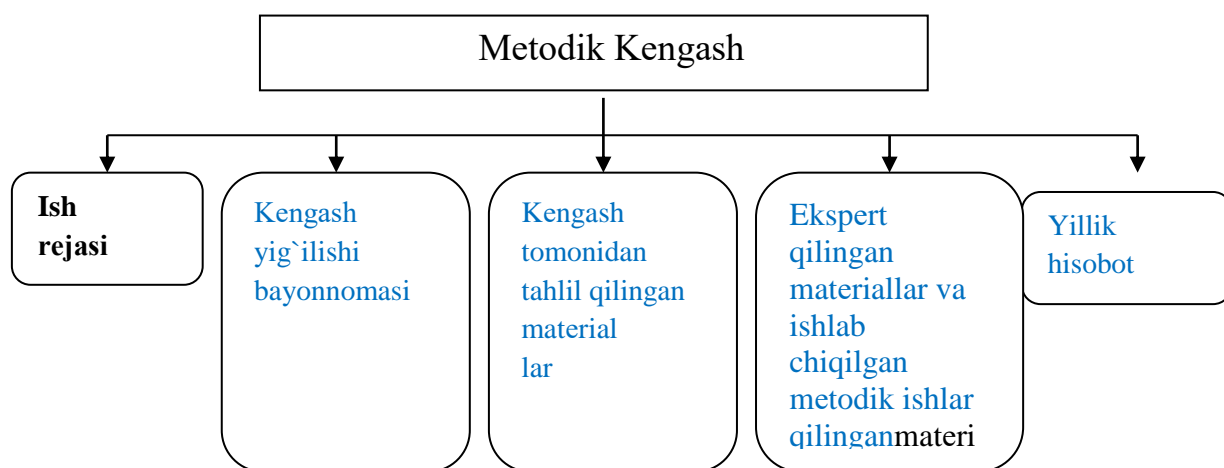 Metodik Kengash
Ish
rejasi
Kengash
yig`ilishi
bayonnomasi
Kengash
tomonidan
tahlil qilingan
material
lar
Ekspert
qilingan
materiallar va
ishlab
chiqilgan
metodik ishlar
qilinganmateri
Yillik
hisobot